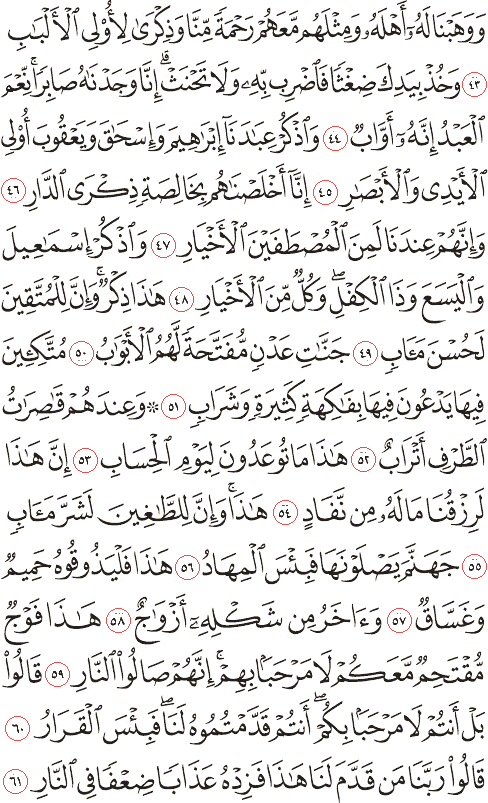 وَوَهَبْنَا لَهُۥٓ أَهْلَهُۥ وَمِثْلَهُم مَّعَهُمْ رَحْمَةً مِّنَّا وَذِكْرَىٰ لِأُو۟لِى ٱلْأَلْبَٰبِ
٤٣ وَخُذْ بِيَدِكَ ضِغْثًا فَٱضْرِب بِّهِۦ وَلَا تَحْنَثْ ۗ إِنَّا وَجَدْنَٰهُ صَابِرًا ۚ نِّعْمَ
ٱلْعَبْدُ ۖ إِنَّهُۥٓ أَوَّابٌ ٤٤ وَٱذْكُرْ عِبَٰدَنَآ إِبْرَٰهِيمَ وَإِسْحَٰقَ وَيَعْقُوبَ أُو۟لِى
ٱلْأَيْدِى وَٱلْأَبْصَٰرِ ٤٥ إِنَّآ أَخْلَصْنَٰهُم بِخَالِصَةٍ ذِكْرَى ٱلدَّارِ ٤٦
وَإِنَّهُمْ عِندَنَا لَمِنَ ٱلْمُصْطَفَيْنَ ٱلْأَخْيَارِ ٤٧ وَٱذْكُرْ إِسْمَٰعِيلَ
وَٱلْيَسَعَ وَذَا ٱلْكِفْلِ ۖ وَكُلٌّ مِّنَ ٱلْأَخْيَارِ ٤٨ هَٰذَا ذِكْرٌ ۚ وَإِنَّ لِلْمُتَّقِينَ
لَحُسْنَ مَـَٔابٍ ٤٩ جَنَّٰتِ عَدْنٍ مُّفَتَّحَةً لَّهُمُ ٱلْأَبْوَٰبُ ٥٠ مُتَّكِـِٔينَ
فِيهَا يَدْعُونَ فِيهَا بِفَٰكِهَةٍ كَثِيرَةٍ وَشَرَابٍ ٥١ ۞ وَعِندَهُمْ قَٰصِرَٰتُ
ٱلطَّرْفِ أَتْرَابٌ ٥٢ هَٰذَا مَا تُوعَدُونَ لِيَوْمِ ٱلْحِسَابِ ٥٣ إِنَّ هَٰذَا
لَرِزْقُنَا مَا لَهُۥ مِن نَّفَادٍ ٥٤ هَٰذَا ۚ وَإِنَّ لِلطَّٰغِينَ لَشَرَّ مَـَٔابٍ
٥٥ جَهَنَّمَ يَصْلَوْنَهَا فَبِئْسَ ٱلْمِهَادُ ٥٦ هَٰذَا فَلْيَذُوقُوهُ حَمِيمٌ
وَغَسَّاقٌ ٥٧ وَءَاخَرُ مِن شَكْلِهِۦٓ أَزْوَٰجٌ ٥٨ هَٰذَا فَوْجٌ
مُّقْتَحِمٌ مَّعَكُمْ ۖ لَا مَرْحَبًۢا بِهِمْ ۚ إِنَّهُمْ صَالُوا۟ ٱلنَّارِ ٥٩ قَالُوا۟
بَلْ أَنتُمْ لَا مَرْحَبًۢا بِكُمْ ۖ أَنتُمْ قَدَّمْتُمُوهُ لَنَا ۖ فَبِئْسَ ٱلْقَرَارُ ٦٠
قَالُوا۟ رَبَّنَا مَن قَدَّمَ لَنَا هَٰذَا فَزِدْهُ عَذَابًا ضِعْفًا فِى ٱلنَّارِ ٦١